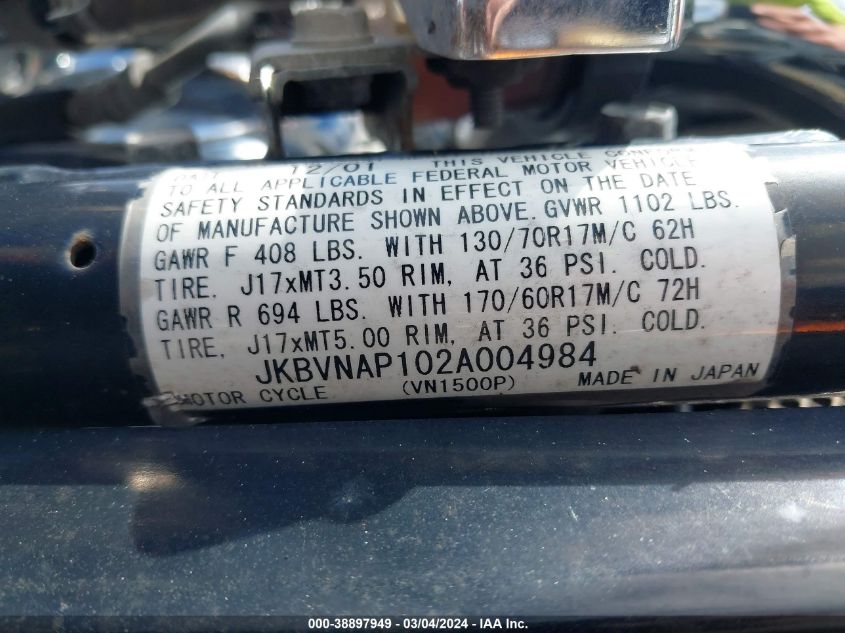 12/01 THIS VEHICLE
TO ALL APPLICABLE FEDERAL MOTOR VEHICLE
SAFETY STANDARDS IN EFFECT ON THE DATE
OF MANUFACTURE SHOWN ABOVE. GVWR 1102 LBS.
GAWR F 408 LBS. WITH 130/70R17M/C 62H
TIRE, J17xMT3.50 RIM, AT 36 PSI. COLD.
GAWR R 694 LBS. WITH 170/60R17M/C 72H
TIRE, J17xMT5.00 RIM, AT 36 PSI. COLD.
JKBVNAP102A004984
MOTOR CYCLE (VN1500P) MADE IN JAPAN
000-38897949 - 03/04/2024 - IAA Inc.